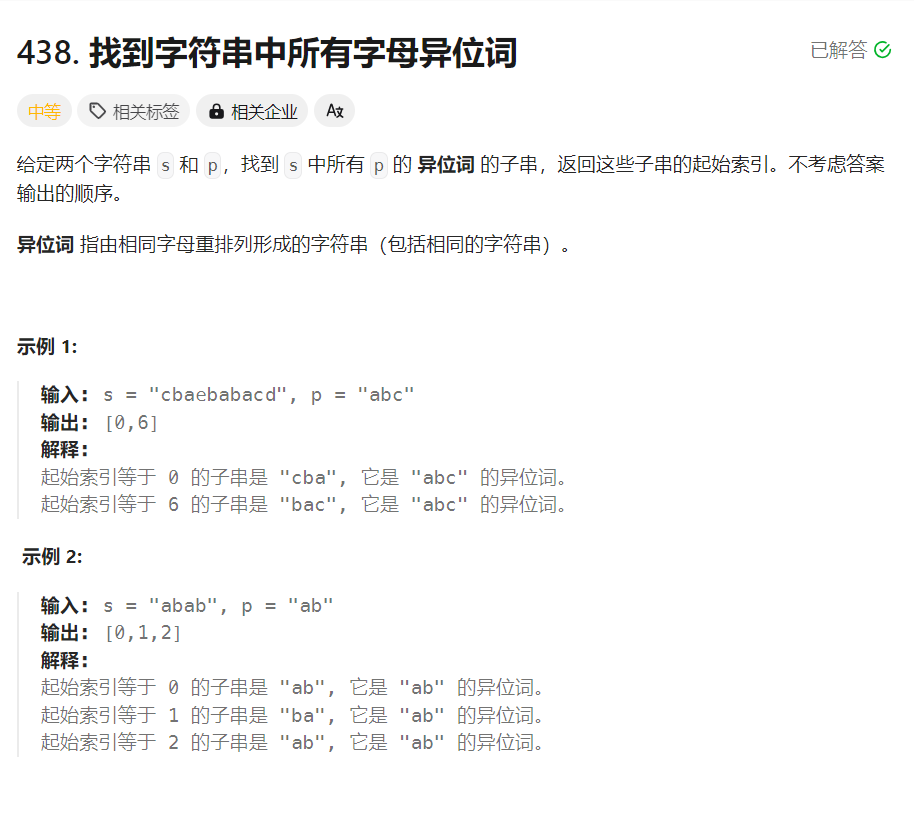 438. 找到字符串中所有字母异位词
已解答
中等 相关标签 相关企业 Ax
给定两个字符串 s 和 p，找到 s 中所有 p 的 异位词 的子串，返回这些子串的起始索引。不考虑答案
输出的顺序。
异位词 指由相同字母重排列形成的字符串（包括相同的字符串）。
示例 1:
输入: s = "cbaebabacd", p = "abc"
输出: [0,6]
解释:
起始索引等于 0 的子串是 "cba", 它是 "abc" 的异位词。
起始索引等于 6 的子串是 "bac", 它是 "abc" 的异位词。
示例 2:
输入: s = "abab", p = "ab"
输出: [0,1,2]
解释:
起始索引等于 0 的子串是 "ab", 它是 "ab" 的异位词。
起始索引等于 1 的子串是 "ba", 它是 "ab" 的异位词。
起始索引等于 2 的子串是 "ab", 它是 "ab" 的异位词。